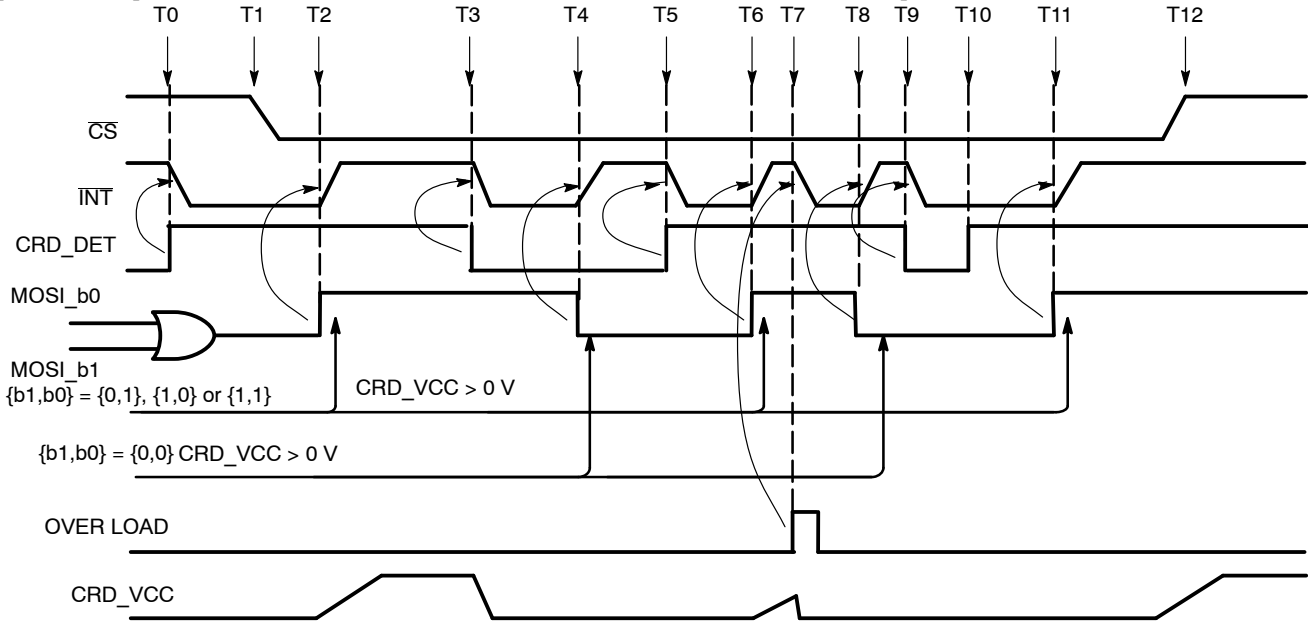 T0 T1 T2 T3 T4 T5 T6 T7 T8 T9 T10 T11 T12
CS
INT
CRD_DET
MOSI_b0
MOSI_b1
{b1,b0} = {0,1}, {1,0} or {1,1} CRD_VCC > 0 V
{b1,b0} = {0,0} CRD_VCC > 0 V
OVER LOAD
CRD_VCC